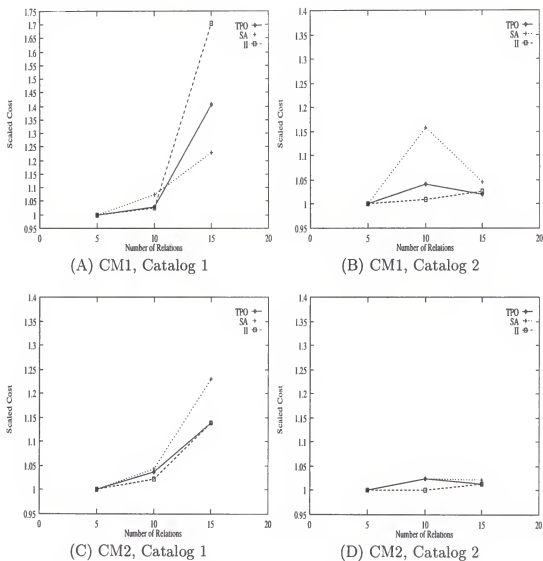 1.75
1.7
1.65
1.6
1.55
1.5
1.45
1.4
1.35
1.3
1.25
1.2
1.15
1.1
1.05
1
0.95
Scaled Cost
TPO
SA
II
0 5 10 15 20
Number of Relations
(A) CM1, Catalog 1
1.4
1.35
1.3
1.25
1.2
1.15
1.1
1.05
1
0.95
Scaled Cost
TPO
SA
II
0 5 10 15 20
Number of Relations
(B) CM1, Catalog 2
1.4
1.35
1.3
1.25
1.2
1.15
1.1
1.05
1
0.95
Scaled Cost
TPO
SA
II
0 5 10 15 20
Number of Relations
(C) CM2, Catalog 1
1.4
1.35
1.3
1.25
1.2
1.15
1.1
1.05
1
0.95
Scaled Cost
TPO
SA
II
0 5 10 15 20
Number of Relations
(D) CM2, Catalog 2